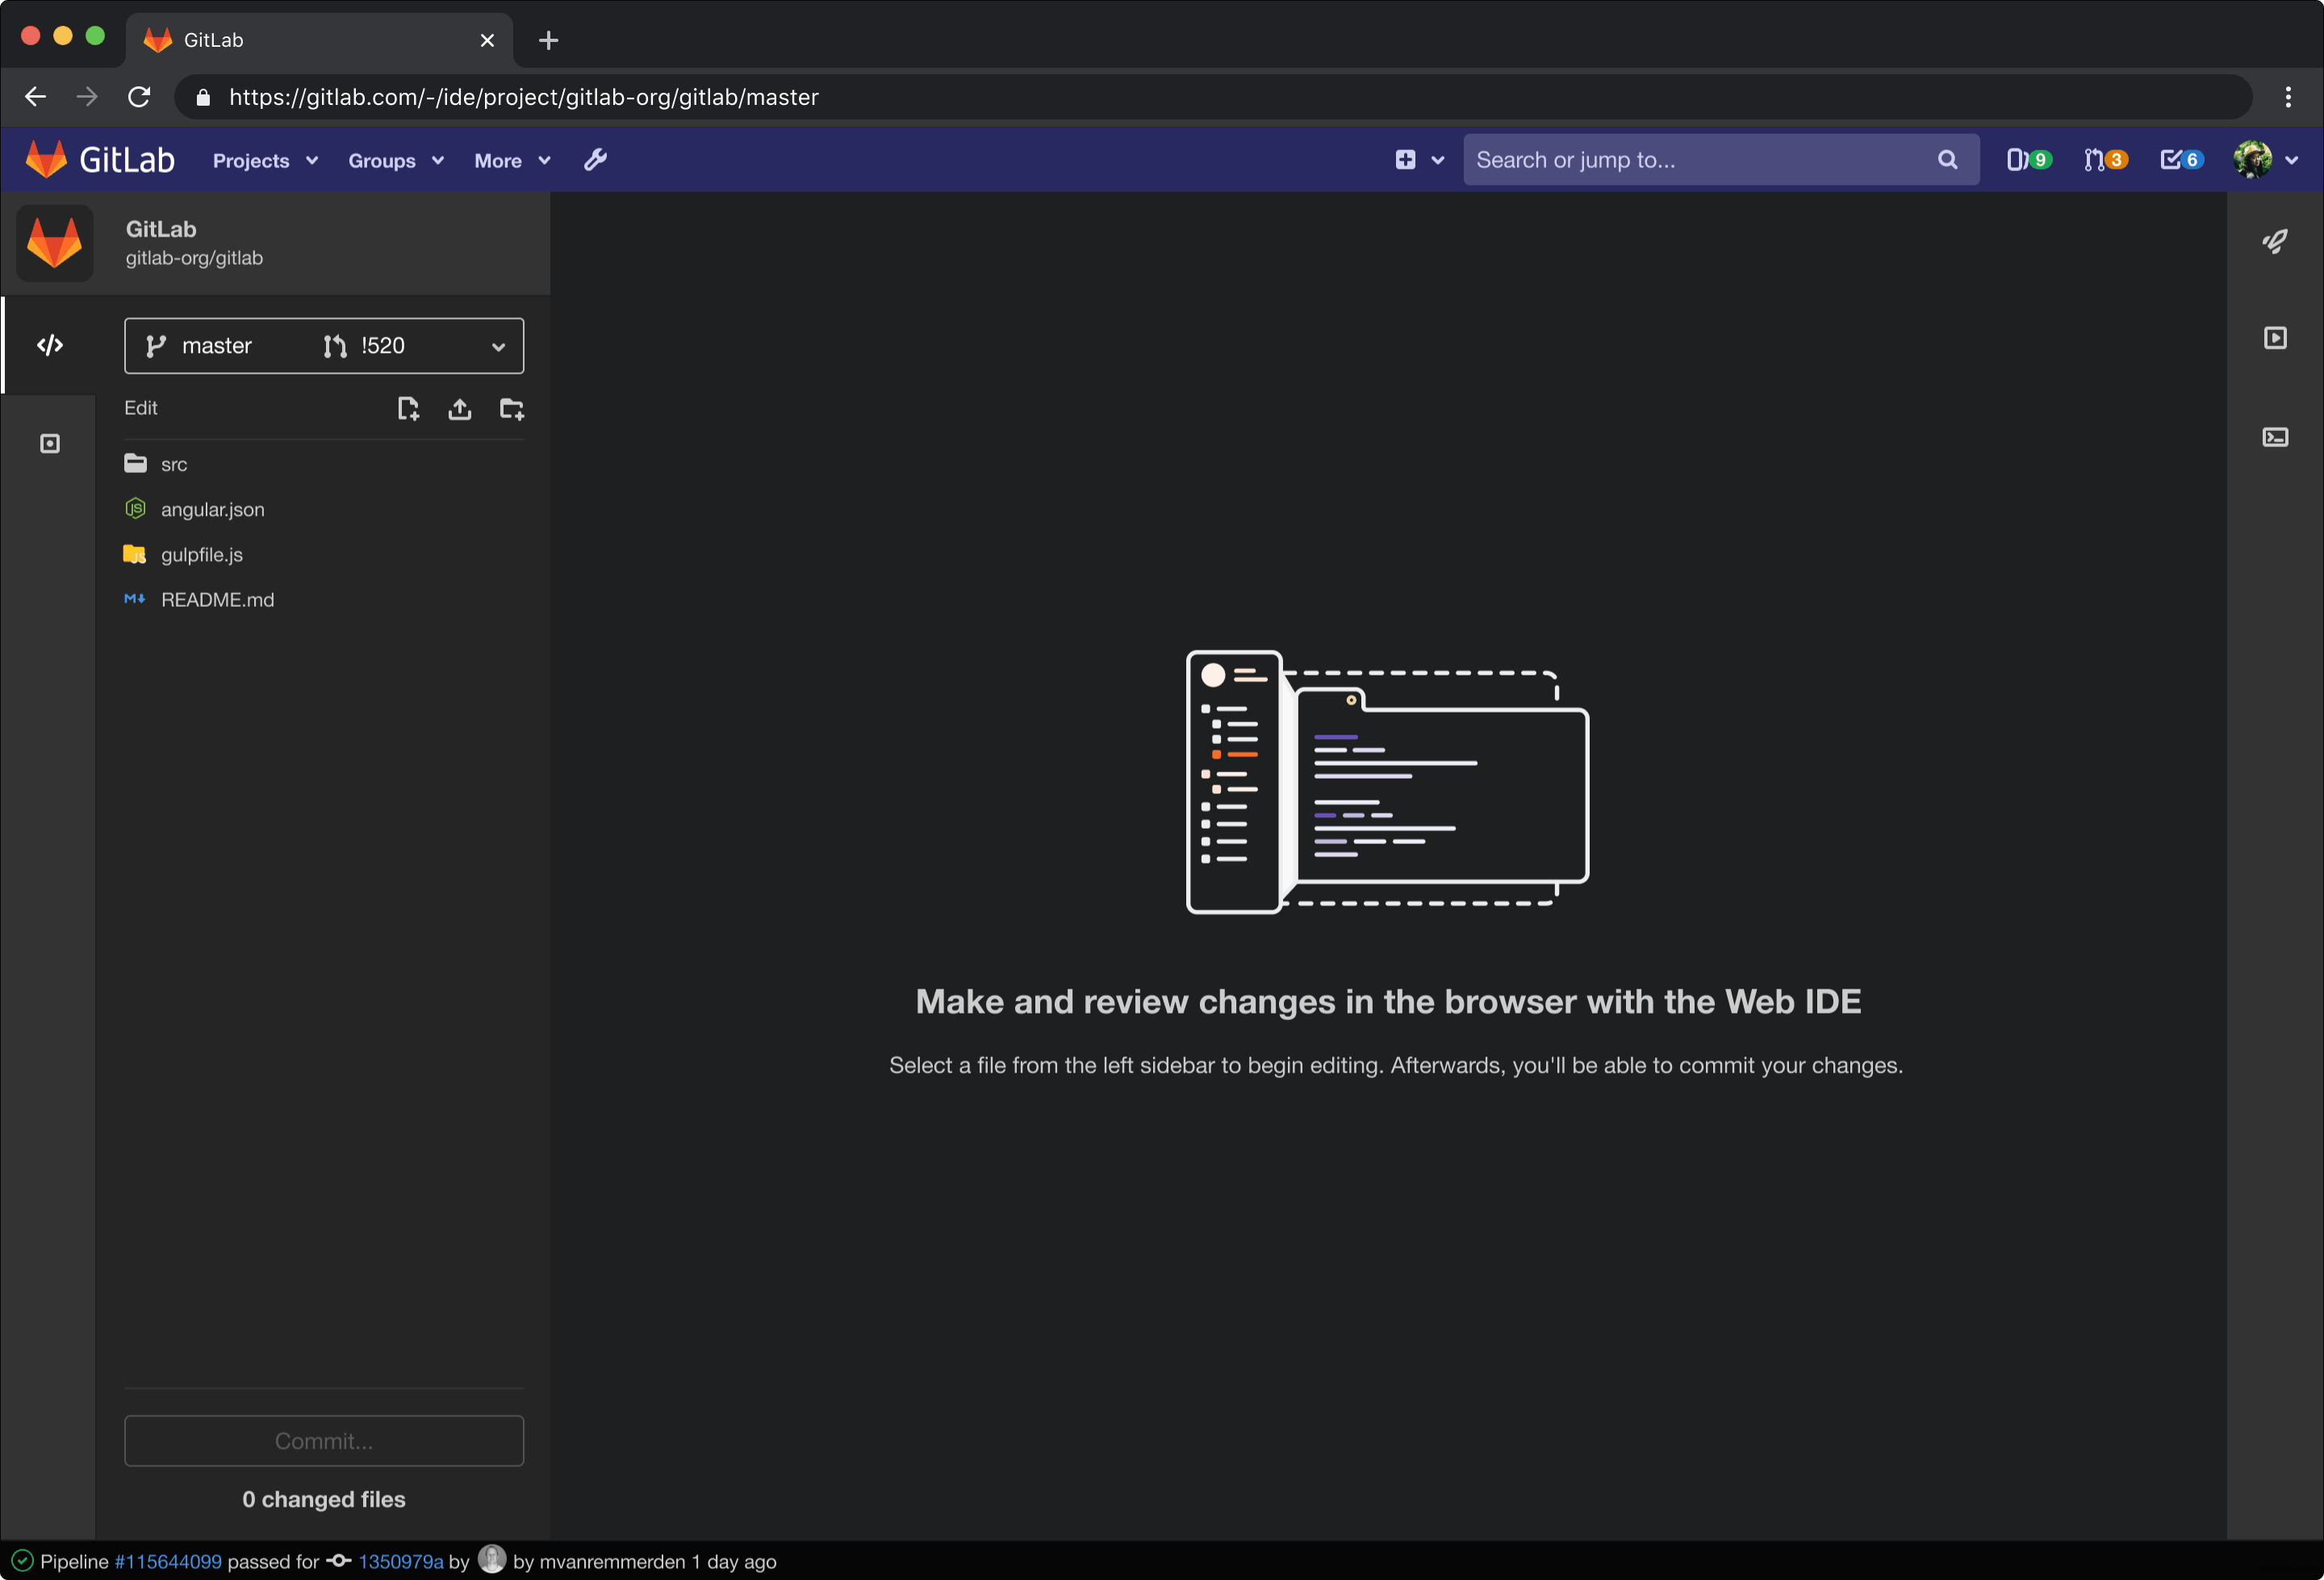 GitLab
https://gitlab.com/-/ide/project/gitlab-org/gitlab/master
GitLab Projects Groups More Search or jump to... 9 3 6
GitLab
gitlab-org/gitlab
master !520
Edit
src
JS angular.json
JS gulpfile.js
M README.md
Make and review changes in the browser with the Web IDE
Select a file from the left sidebar to begin editing. Afterwards, you'll be able to commit your changes.
Commit...
0 changed files
Pipeline #115644099 passed for 1350979a by by mvanremmerden 1 day ago